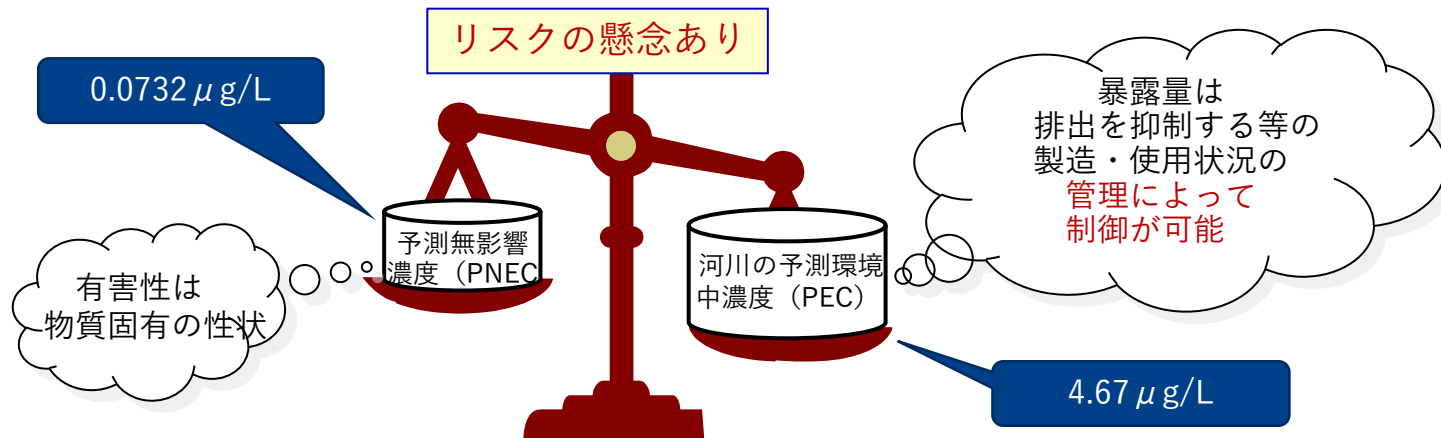 リスクの懸念あり
0.0732μg/L
暴露量は
排出を抑制する等の
製造・使用状況の
管理によって
制御が可能
予測無影響
濃度（PNEC
河川の予測環境
中濃度（PEC）
有害性は
物質固有の性状
4.67μg/L